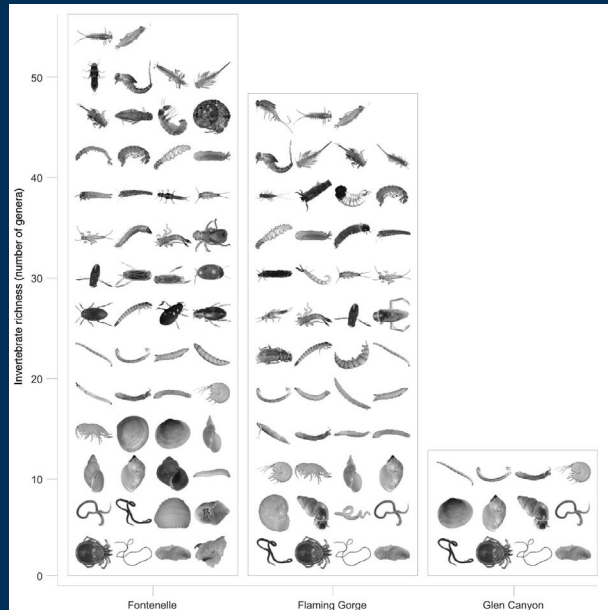 Invertebrate richness (number of genera)
50
40
30
20
10
0
Fontenelle
Flaming Gorge
Glen Canyon